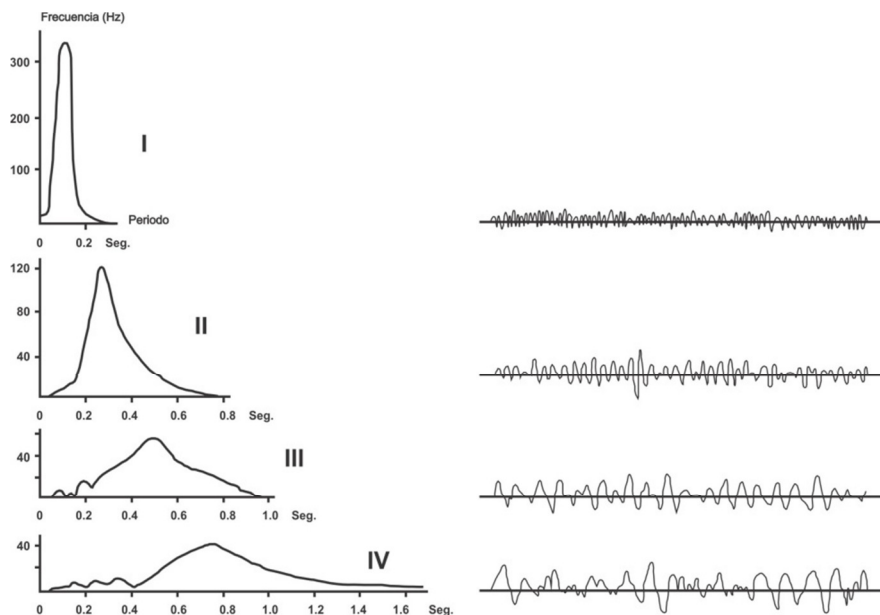 Frecuencia (Hz)
300
200
100
I
Periodo
0 0.2 Seg.
120
80
40
II
0 0.2 0.4 0.6 0.8 Seg.
40
III
0 0.2 0.4 0.6 0.8 1.0 Seg.
40
IV
0 0.2 0.4 0.6 0.8 1.0 1.2 1.4 1.6 Seg.